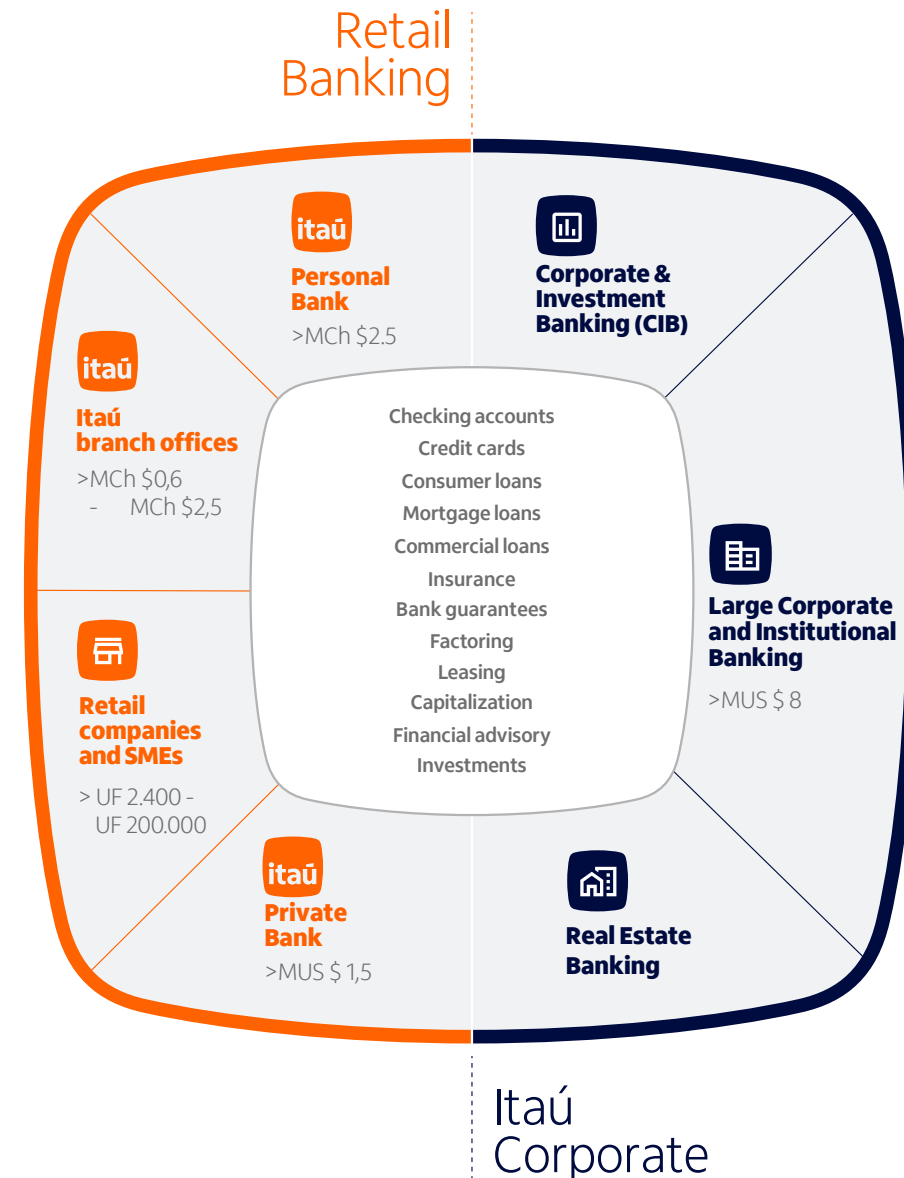 Retail
Banking
itaú
Personal
Bank
>MCh $2.5
Corporate &
Investment
Banking (CIB)
itaú
Itaú
branch offices
>MCh $0,6
- MCh $2,5
Checking accounts
Credit cards
Consumer loans
Mortgage loans
Commercial loans
Insurance
Bank guarantees
Factoring
Leasing
Capitalization
Financial advisory
Investments
Large Corporate
and Institutional
Banking
>MUS $ 8
Retail
companies
and SMEs
> UF 2.400 -
UF 200.000
itaú
Private
Bank
>MUS $ 1,5
Real Estate
Banking
Itaú
Corporate